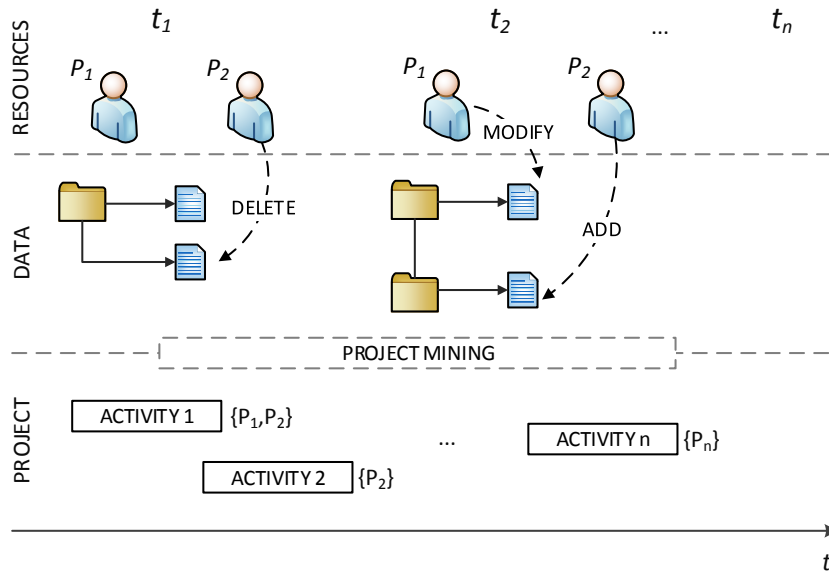 t1 t2 ... tn
RESOURCES
P1 P2 P1 P2
MODIFY
DATA
DELETE
ADD
PROJECT MINING
PROJECT
ACTIVITY 1 {P1,P2}
... ACTIVITY n {Pn}
ACTIVITY 2 {P2}
t